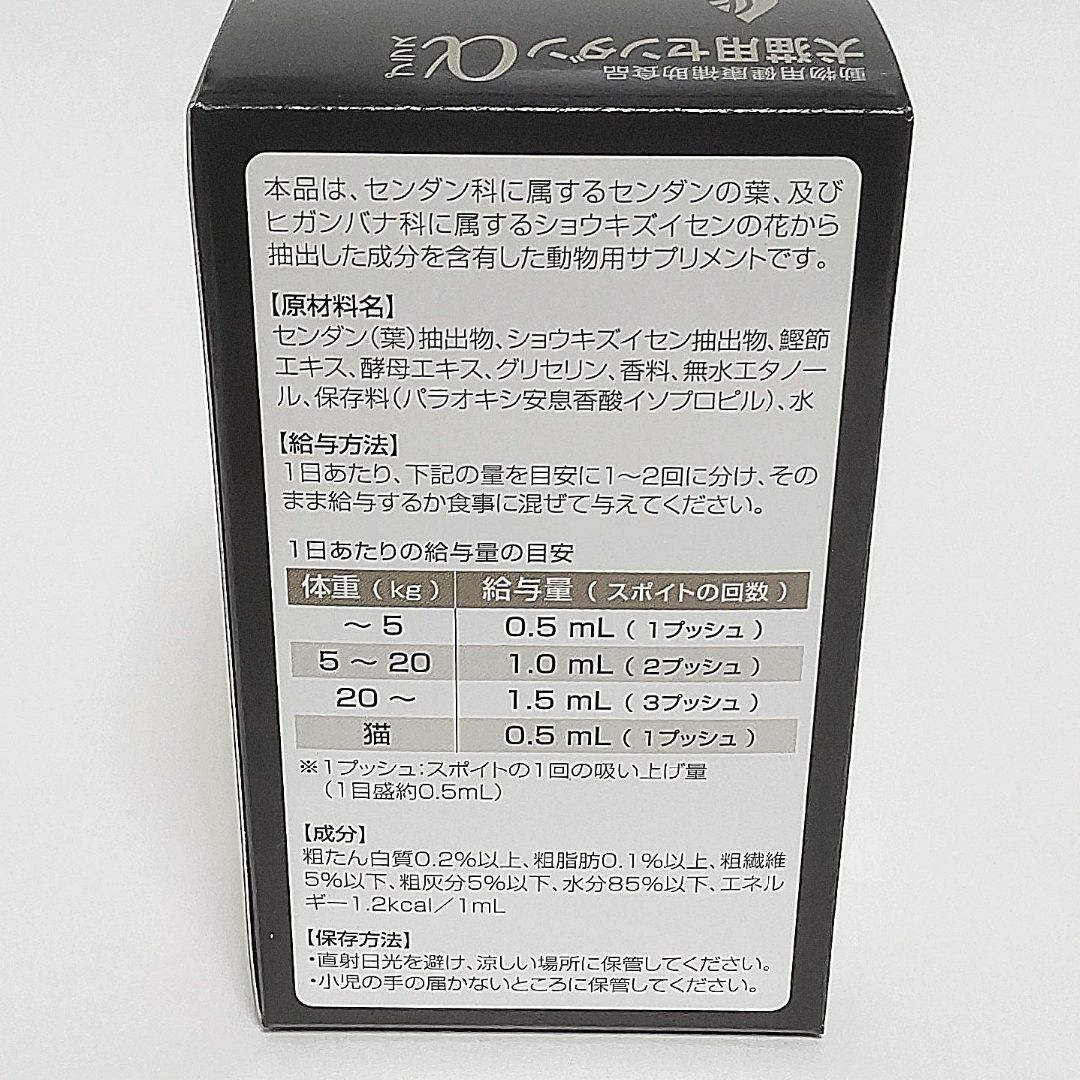 動物用健康補助食品
犬猫用センダンα
プラス
本品は、センダン科に属するセンダンの葉、及び
ヒガンバナ科に属するショウキズイセンの花から
抽出した成分を含有した動物用サプリメントです。
【原材料名】
センダン(葉)抽出物、ショウキズイセン抽出物、鰹節
エキス、酵母エキス、グリセリン、香料、無水エタノー
ル、保存料(パラオキシ安息香酸イソプロピル)、水
【給与方法】
1日あたり、下記の量を目安に1〜2回に分け、その
まま給与するか食事に混ぜて与えてください。
1日あたりの給与量の目安
体重(kg) 給与量(スポイトの回数)
〜5 0.5 mL(1プッシュ)
5〜20 1.0 mL(2プッシュ)
20〜 1.5 mL(3プッシュ)
猫 0.5 mL(1プッシュ)
※1プッシュ:スポイトの1回の吸い上げ量
(1目盛約0.5mL)
【成分】
粗たん白質0.2%以上、粗脂肪0.1%以上、粗繊維
5%以下、粗灰分5%以下、水分85%以下、エネル
ギー1.2kcal/1mL
【保存方法】
・直射日光を避け、涼しい場所に保管してください。
・小児の手の届かないところに保管してください。